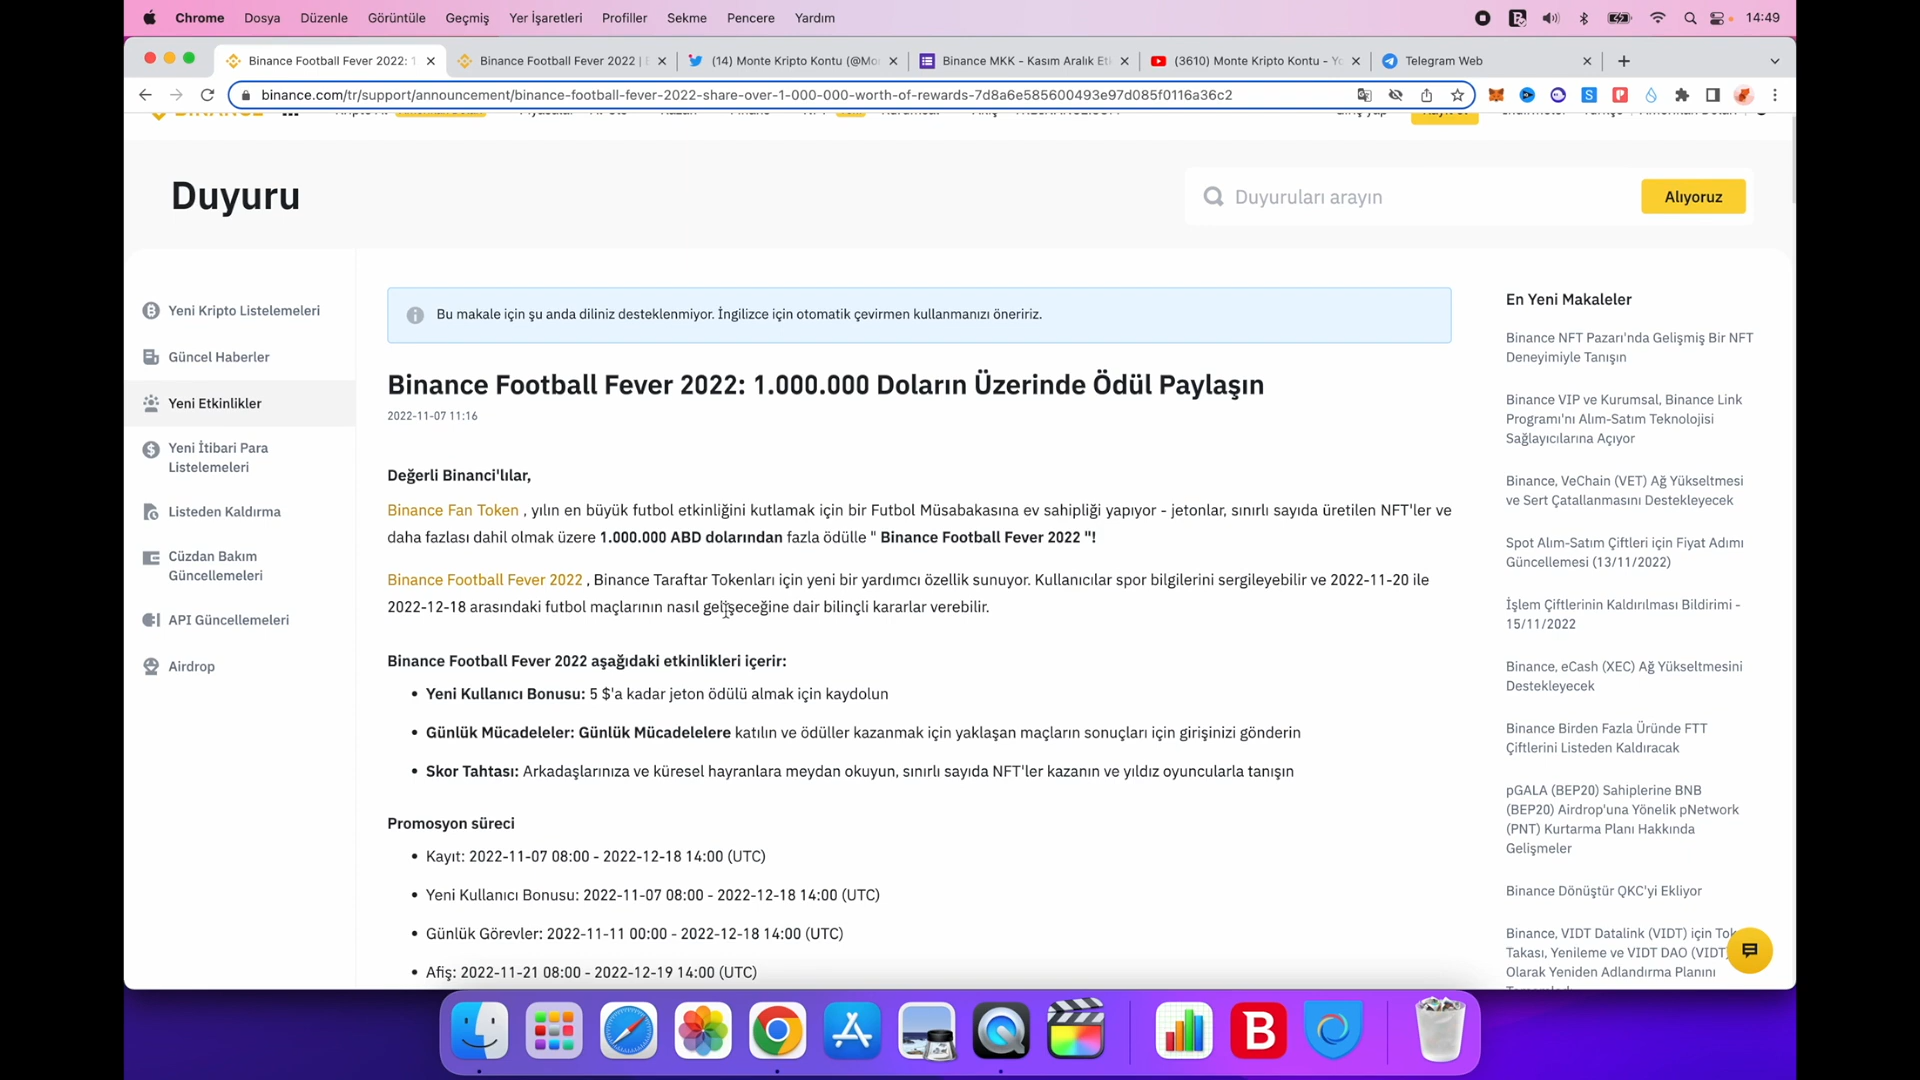 Chrome Dosya Düzenle Görüntüle Geçmiş Yer İşaretleri Profiller Sekme Pencere Yardım 14:49
Binance Football Fever 2022: 1 Binance Football Fever 2022 | (14) Monte Kripto Kontu (@Mo Binance MKK - Kasım Aralık Et (3610) Monte Kripto Kontu - Yo Telegram Web
binance.com/tr/support/announcement/binance-football-fever-2022-share-over-1-000-000-worth-of-rewards-7d8a6e585600493e97d085f0116a36c2
Duyuru
Duyuruları arayın
Alıyoruz
Yeni Kripto Listelemeleri
Güncel Haberler
Yeni Etkinlikler
Yeni İtibari Para
Listelemeleri
Listeden Kaldırma
Cüzdan Bakım
Güncellemeleri
API Güncellemeleri
Airdrop
Bu makale için şu anda diliniz desteklenmiyor. İngilizce için otomatik çevirmen kullanmanızı öneririz.
Binance Football Fever 2022: 1.000.000 Doların Üzerinde Ödül Paylaşın
2022-11-07 11:16
Değerli Binanci'lılar,
Binance Fan Token , yılın en büyük futbol etkinliğini kutlamak için bir Futbol Müsabakasına ev sahipliği yapıyor - jetonlar, sınırlı sayıda üretilen NFT'ler ve
daha fazlası dahil olmak üzere 1.000.000 ABD dolarından fazla ödülle " Binance Football Fever 2022 "!
Binance Football Fever 2022 , Binance Taraftar Tokenları için yeni bir yardımcı özellik sunuyor. Kullanıcılar spor bilgilerini sergileyebilir ve 2022-11-20 ile
2022-12-18 arasındaki futbol maçlarının nasıl gelişeceğine dair bilinçli kararlar verebilir.
Binance Football Fever 2022 aşağıdaki etkinlikleri içerir:
• Yeni Kullanıcı Bonusu: 5 $'a kadar jeton ödülü almak için kaydolun
• Günlük Mücadeleler: Günlük Mücadelelere katılın ve ödüller kazanmak için yaklaşan maçların sonuçları için girişinizi gönderin
• Skor Tahtası: Arkadaşlarınıza ve küresel hayranlara meydan okuyun, sınırlı sayıda NFT'ler kazanın ve yıldız oyuncularla tanışın
Promosyon süreci
• Kayıt: 2022-11-07 08:00 - 2022-12-18 14:00 (UTC)
• Yeni Kullanıcı Bonusu: 2022-11-07 08:00 - 2022-12-18 14:00 (UTC)
• Günlük Görevler: 2022-11-11 00:00 - 2022-12-18 14:00 (UTC)
• Afiş: 2022-11-21 08:00 - 2022-12-19 14:00 (UTC)
En Yeni Makaleler
Binance NFT Pazarı'nda Gelişmiş Bir NFT
Deneyimiyle Tanışın
Binance VIP ve Kurumsal, Binance Link
Programı'nı Alım-Satım Teknolojisi
Sağlayıcılarına Açıyor
Binance, VeChain (VET) Ağ Yükseltmesi
ve Sert Çatallanmasını Destekleyecek
Spot Alım-Satım Çiftleri için Fiyat Adımı
Güncellemesi (13/11/2022)
İşlem Çiftlerinin Kaldırılması Bildirimi -
15/11/2022
Binance, eCash (XEC) Ağ Yükseltmesini
Destekleyecek
Binance Birden Fazla Üründe FTT
Çiftlerini Listeden Kaldıracak
pGALA (BEP20) Sahiplerine BNB
(BEP20) Airdrop'una Yönelik pNetwork
(PNT) Kurtarma Planı Hakkında
Gelişmeler
Binance Dönüştür QKC'yi Ekliyor
Binance, VIDT Datalink (VIDT) için Tok
Takası, Yenileme ve VIDT DAO (VIDT)
Olarak Yeniden Adlandırma Planını